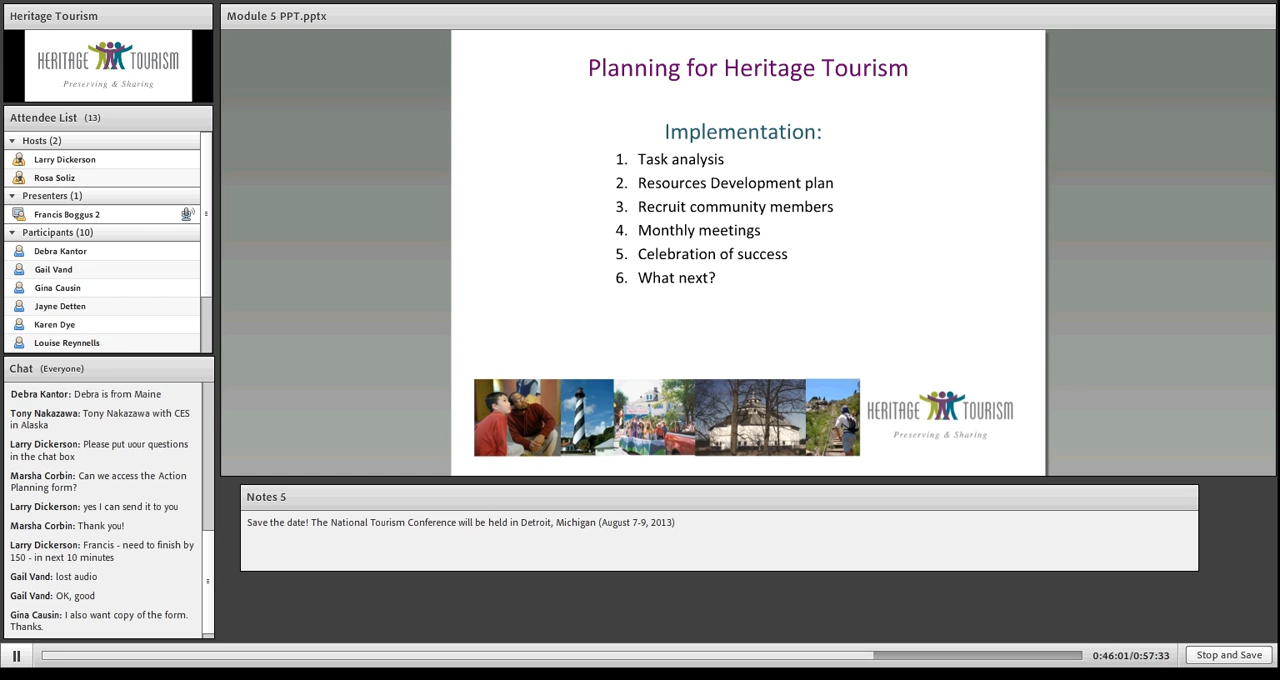 Heritage Tourism
HERITAGE TOURISM
Preserving & Sharing
Attendee List (13)
Hosts (2)
Larry Dickerson
Rosa Soliz
Presenters (1)
Francis Boggus 2
Participants (10)
Debra Kantor
Gail Vand
Gina Causin
Jayne Detten
Karen Dye
Louise Reynnells
Chat (Everyone)
Debra Kantor: Debra is from Maine
Tony Nakazawa: Tony Nakazawa with CES
in Alaska
Larry Dickerson: Please put uour questions
in the chat box
Marsha Corbin: Can we access the Action
Planning form?
Larry Dickerson: yes I can send it to you
Marsha Corbin: Thank you!
Larry Dickerson: Francis - need to finish by
150 - in next 10 minutes
Gail Vand: lost audio
Gail Vand: OK, good
Gina Causin: I also want copy of the form.
Thanks.
Module 5 PPT.pptx
Planning for Heritage Tourism
Implementation:
1. Task analysis
2. Resources Development plan
3. Recruit community members
4. Monthly meetings
5. Celebration of success
6. What next?
HERITAGE TOURISM
Preserving & Sharing
Notes 5
Save the date! The National Tourism Conference will be held in Detroit, Michigan (August 7-9, 2013)
0:46:01/0:57:33
Stop and Save